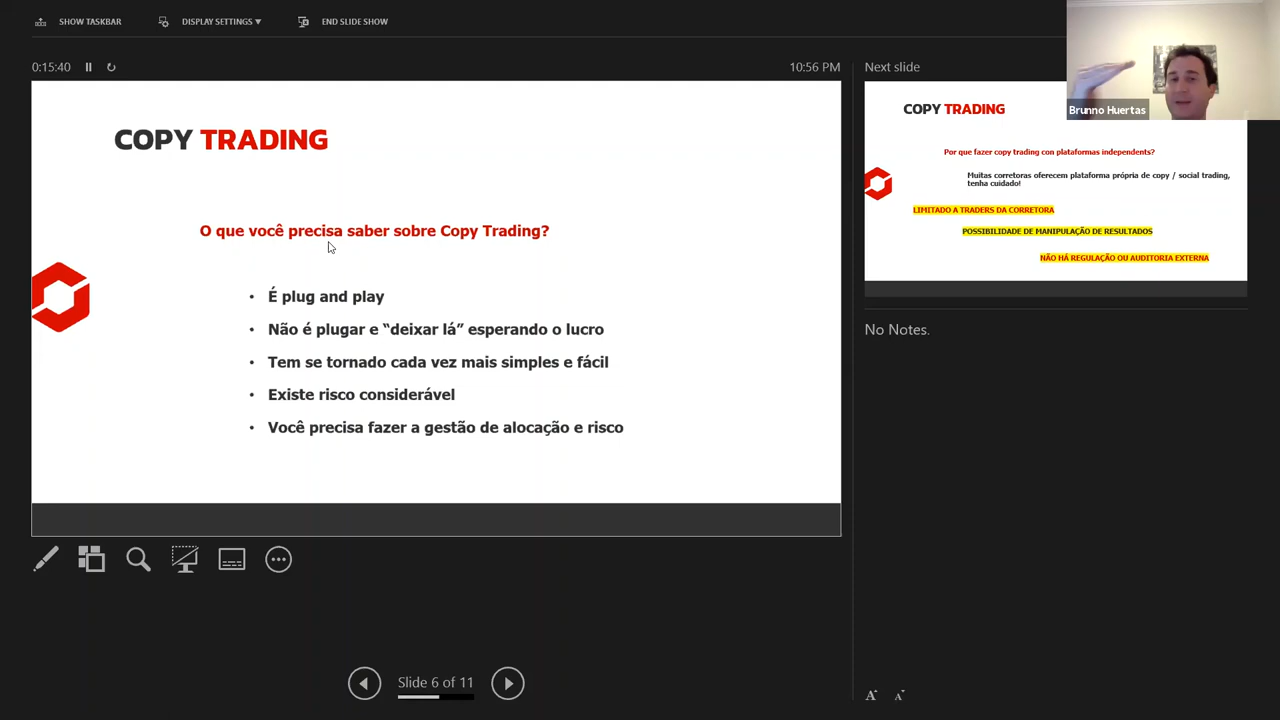 SHOW TASKBAR
DISPLAY SETTINGS ▼
END SLIDE SHOW
0:15:40
10:56 PM
COPY TRADING
O que você precisa saber sobre Copy Trading?
• É plug and play
• Não é plugar e “deixar lá” esperando o lucro
• Tem se tornado cada vez mais simples e fácil
• Existe risco considerável
• Você precisa fazer a gestão de alocação e risco
Slide 6 of 11
Next slide
Brunno Huertas
COPY TRADING
Por que fazer copy trading con plataformas independents?
Muitas corretoras oferecem plataforma própria de copy / social trading,
tenha cuidado!
LIMITADO A TRADERS DA CORRETORA
POSSIBILIDADE DE MANIPULAÇÃO DE RESULTADOS
NÃO HÁ REGULAÇÃO OU AUDITORIA EXTERNA
No Notes.
A A